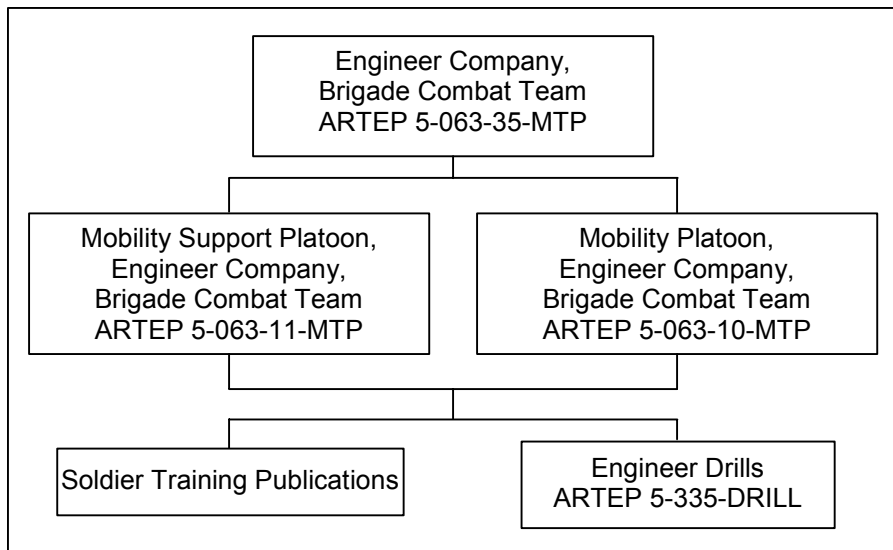 Engineer Company,
Brigade Combat Team
ARTEP 5-063-35-MTP
Mobility Support Platoon,
Engineer Company,
Brigade Combat Team
ARTEP 5-063-11-MTP
Mobility Platoon,
Engineer Company,
Brigade Combat Team
ARTEP 5-063-10-MTP
Soldier Training Publications
Engineer Drills
ARTEP 5-335-DRILL